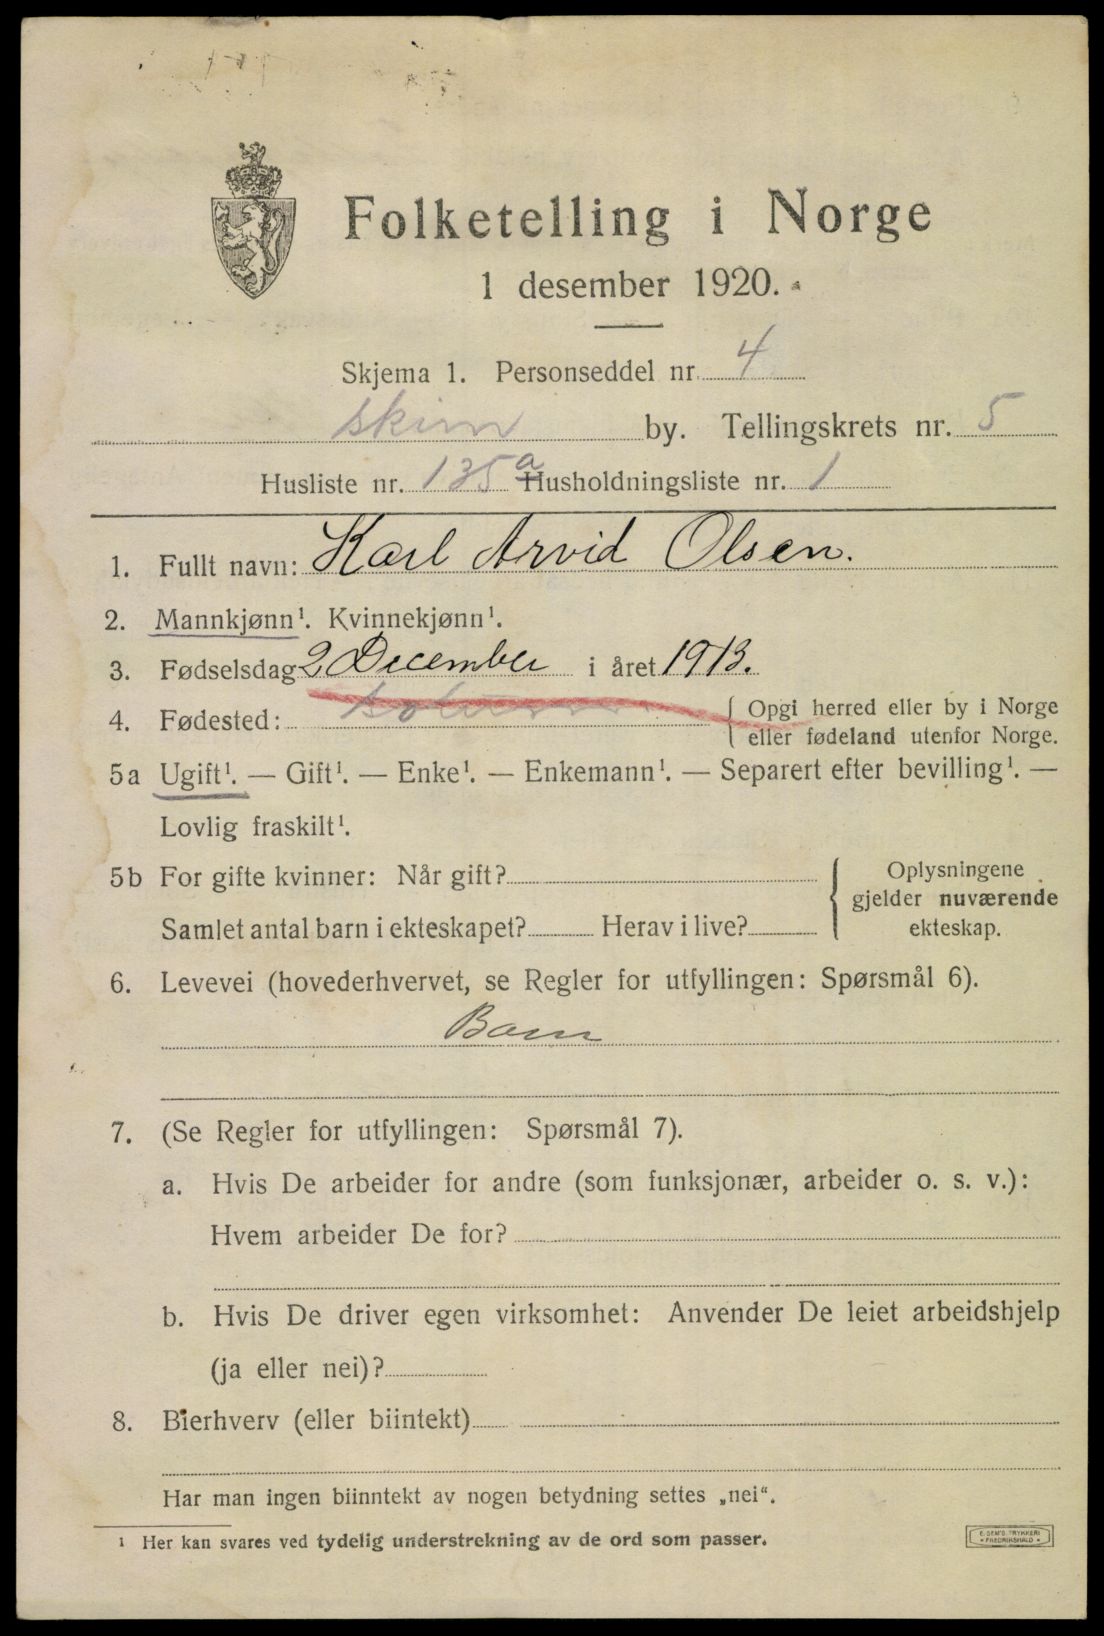 Folketelling i Norge
1 desember 1920.
Skjema 1. Personseddel nr. 4
skim by. Tellingskrets nr. 5
Husliste nr. 135 a Husholdningsliste nr. 1
1. Fullt navn: Karl Arvid Olsen.
2. Mannkjønn¹. Kvinnekjønn¹.
3. Fødselsdag 2 December i året 1913.
4. Fødested: { Opgi herred eller by i Norge
eller fødeland utenfor Norge.
5a Ugift¹. — Gift¹. — Enke¹. — Enkemann¹. — Separert efter bevilling¹. —
Lovlig fraskilt¹.
5b For gifte kvinner: Når gift? { Oplysningene
gjelder nuværende
Samlet antal barn i ekteskapet? Herav i live? ekteskap.
6. Levevei (hovederhvervet, se Regler for utfyllingen: Spørsmål 6).
Barn
7. (Se Regler for utfyllingen: Spørsmål 7).
a. Hvis De arbeider for andre (som funksjonær, arbeider o. s. v.):
Hvem arbeider De for?
b. Hvis De driver egen virksomhet: Anvender De leiet arbeidshjelp
(ja eller nei)?
8. Bierhverv (eller biintekt)
Har man ingen biinntekt av nogen betydning settes „nei".
¹ Her kan svares ved tydelig understrekning av de ord som passer.
E. SEM'S TRYKKERI
• FREDRIKSHALD •